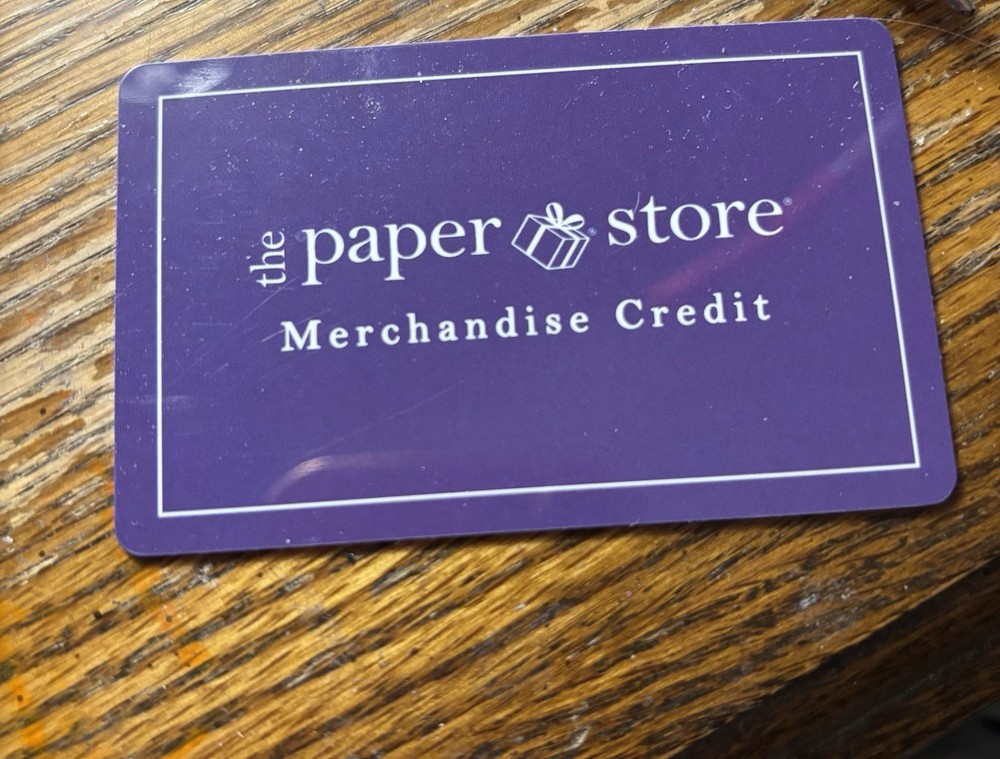 the paper store®
Merchandise Credit